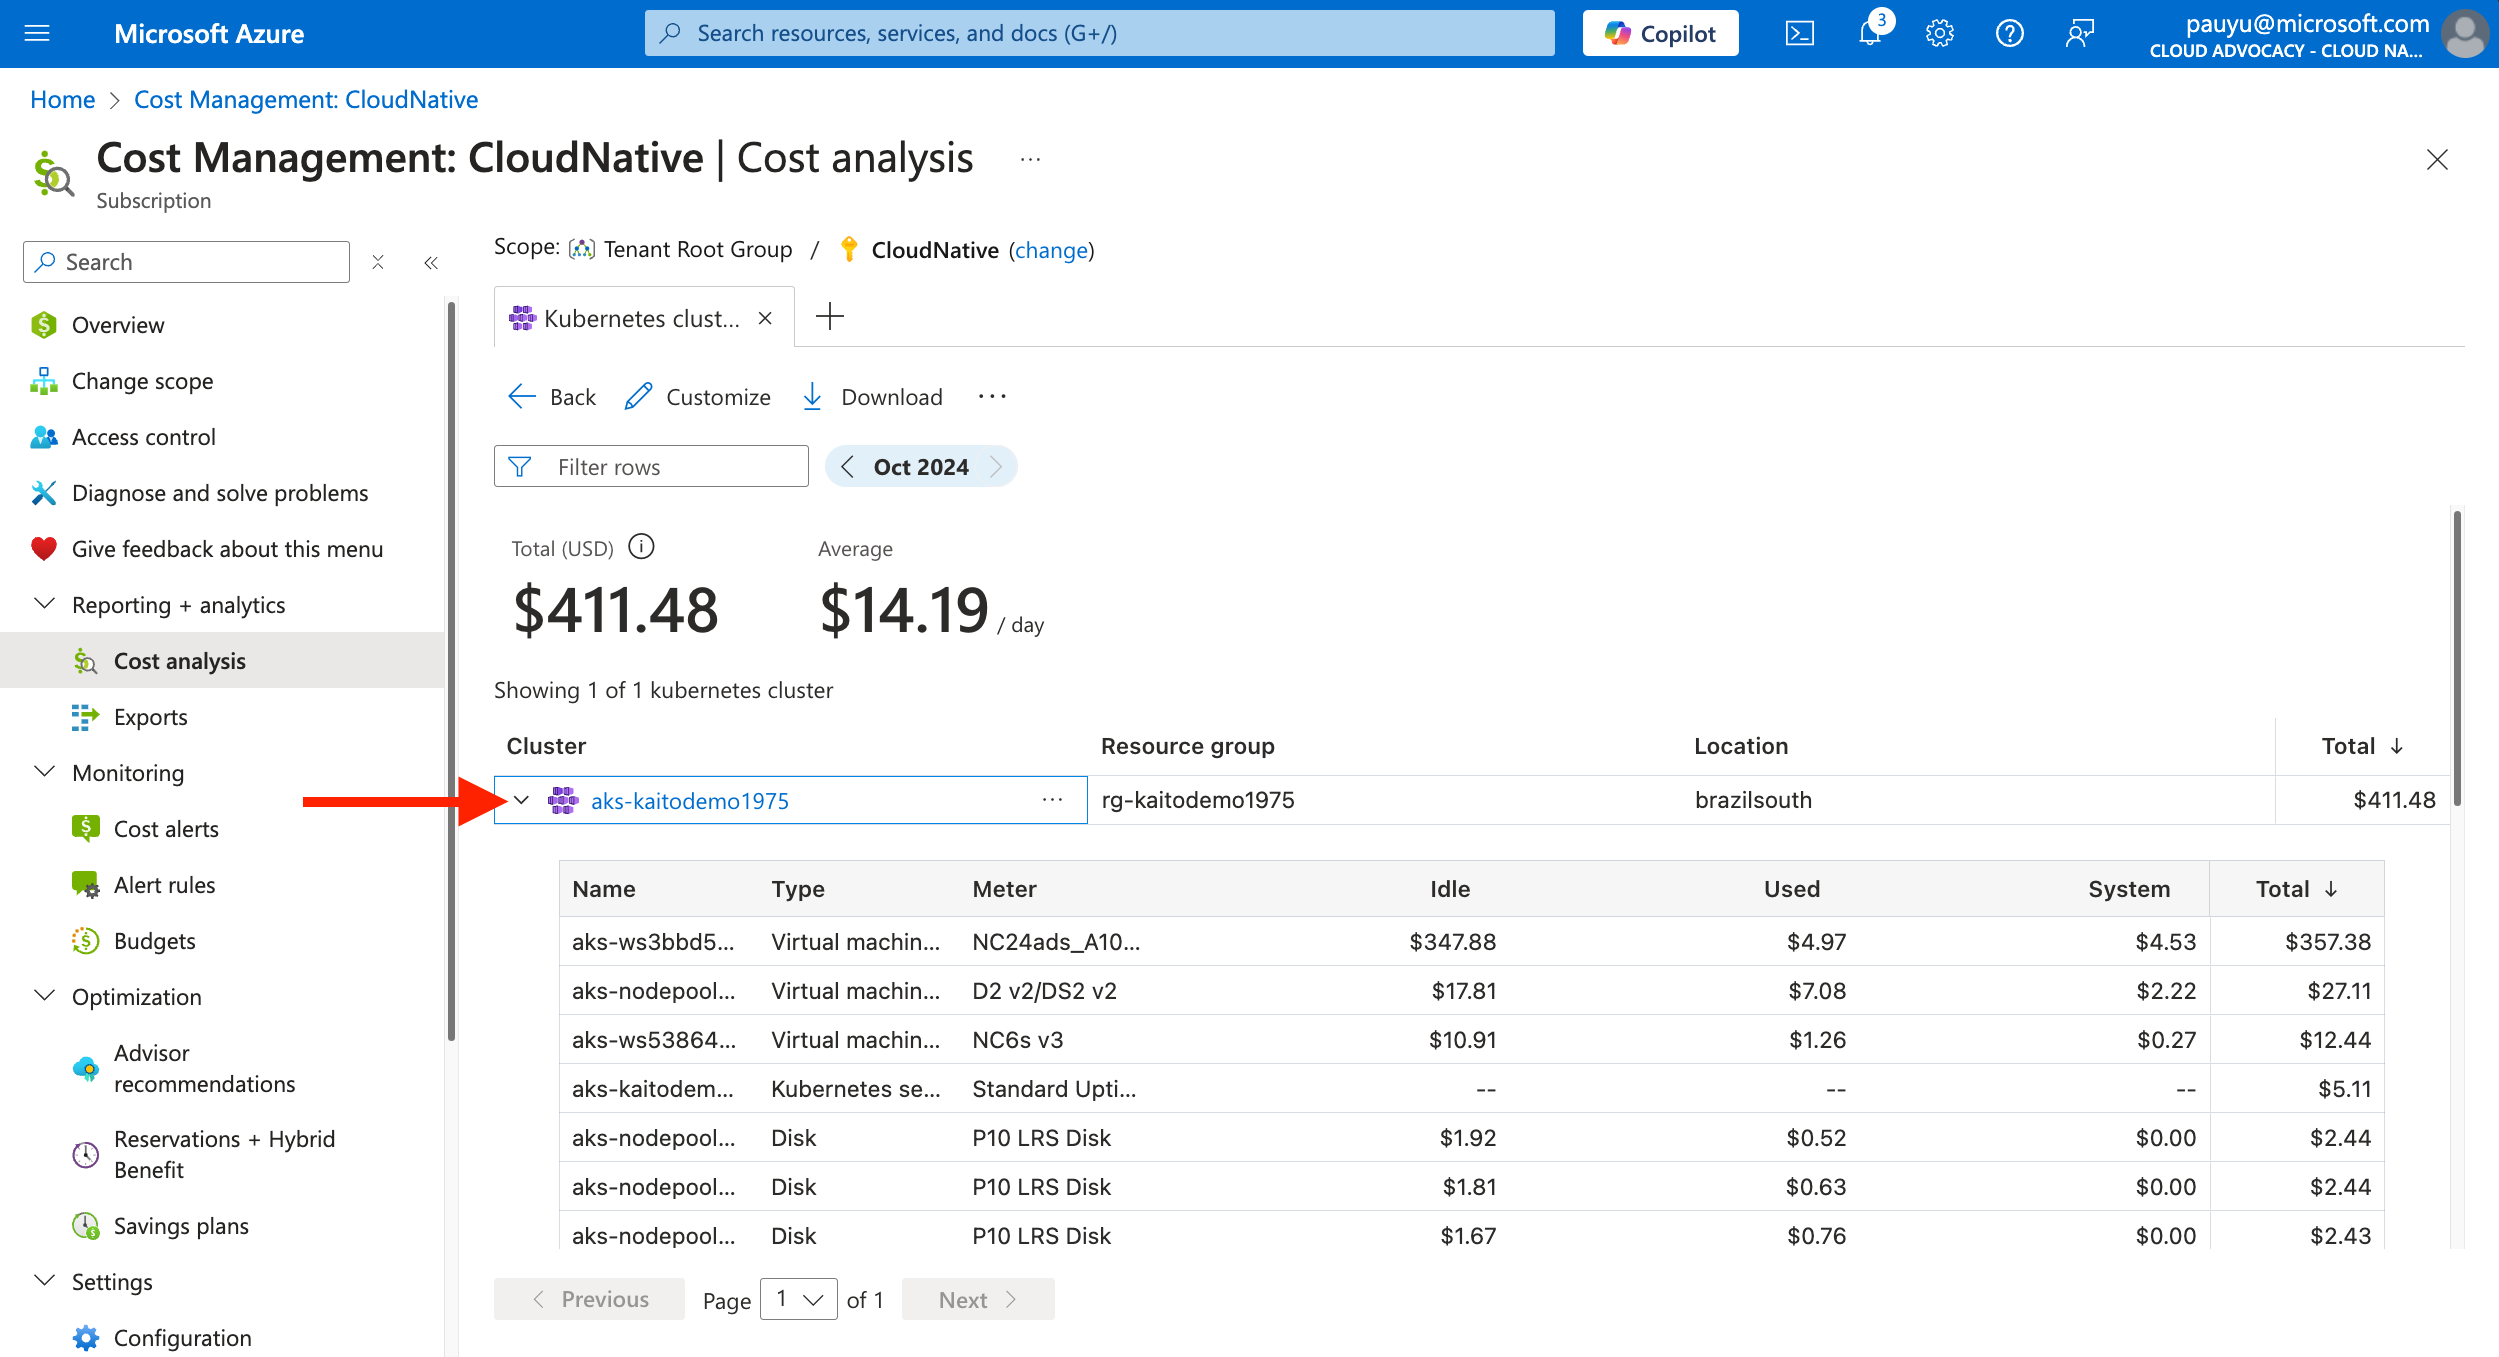 Microsoft Azure
Search resources, services, and docs (G+/)
Copilot
3
pauyu@microsoft.com
CLOUD ADVOCACY - CLOUD NA...
Home > Cost Management: CloudNative
Cost Management: CloudNative | Cost analysis ...
Subscription
Search
Overview
Change scope
Access control
Diagnose and solve problems
Give feedback about this menu
Reporting + analytics
Cost analysis
Exports
Monitoring
Cost alerts
Alert rules
Budgets
Optimization
Advisor
recommendations
Reservations + Hybrid
Benefit
Savings plans
Settings
Configuration
Scope: Tenant Root Group / CloudNative (change)
Kubernetes clust...
Back Customize Download ...
Filter rows Oct 2024
Total (USD) Average
$411.48 $14.19 / day
Showing 1 of 1 kubernetes cluster
Cluster Resource group Location Total ↓
aks-kaitodemo1975 ... rg-kaitodemo1975 brazilsouth $411.48
Name Type Meter Idle Used System Total ↓
aks-ws3bbd5... Virtual machin... NC24ads_A10... $347.88 $4.97 $4.53 $357.38
aks-nodepool... Virtual machin... D2 v2/DS2 v2 $17.81 $7.08 $2.22 $27.11
aks-ws53864... Virtual machin... NC6s v3 $10.91 $1.26 $0.27 $12.44
aks-kaitodem... Kubernetes se... Standard Upti... -- -- -- $5.11
aks-nodepool... Disk P10 LRS Disk $1.92 $0.52 $0.00 $2.44
aks-nodepool... Disk P10 LRS Disk $1.81 $0.63 $0.00 $2.44
aks-nodepool... Disk P10 LRS Disk $1.67 $0.76 $0.00 $2.43
Previous Page 1 of 1 Next